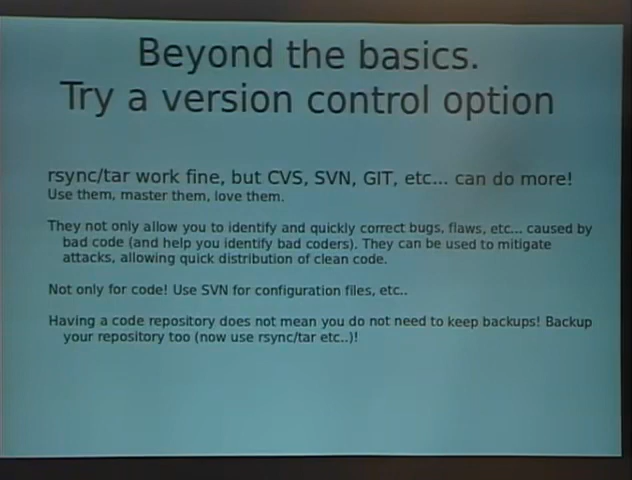 Beyond the basics.
Try a version control option
rsync/tar work fine, but CVS, SVN, GIT, etc... can do more!
Use them, master them, love them.
They not only allow you to identify and quickly correct bugs, flaws, etc... caused by
bad code (and help you identify bad coders). They can be used to mitigate
attacks, allowing quick distribution of clean code.
Not only for code! Use SVN for configuration files, etc..
Having a code repository does not mean you do not need to keep backups! Backup
your repository too (now use rsync/tar etc..)!